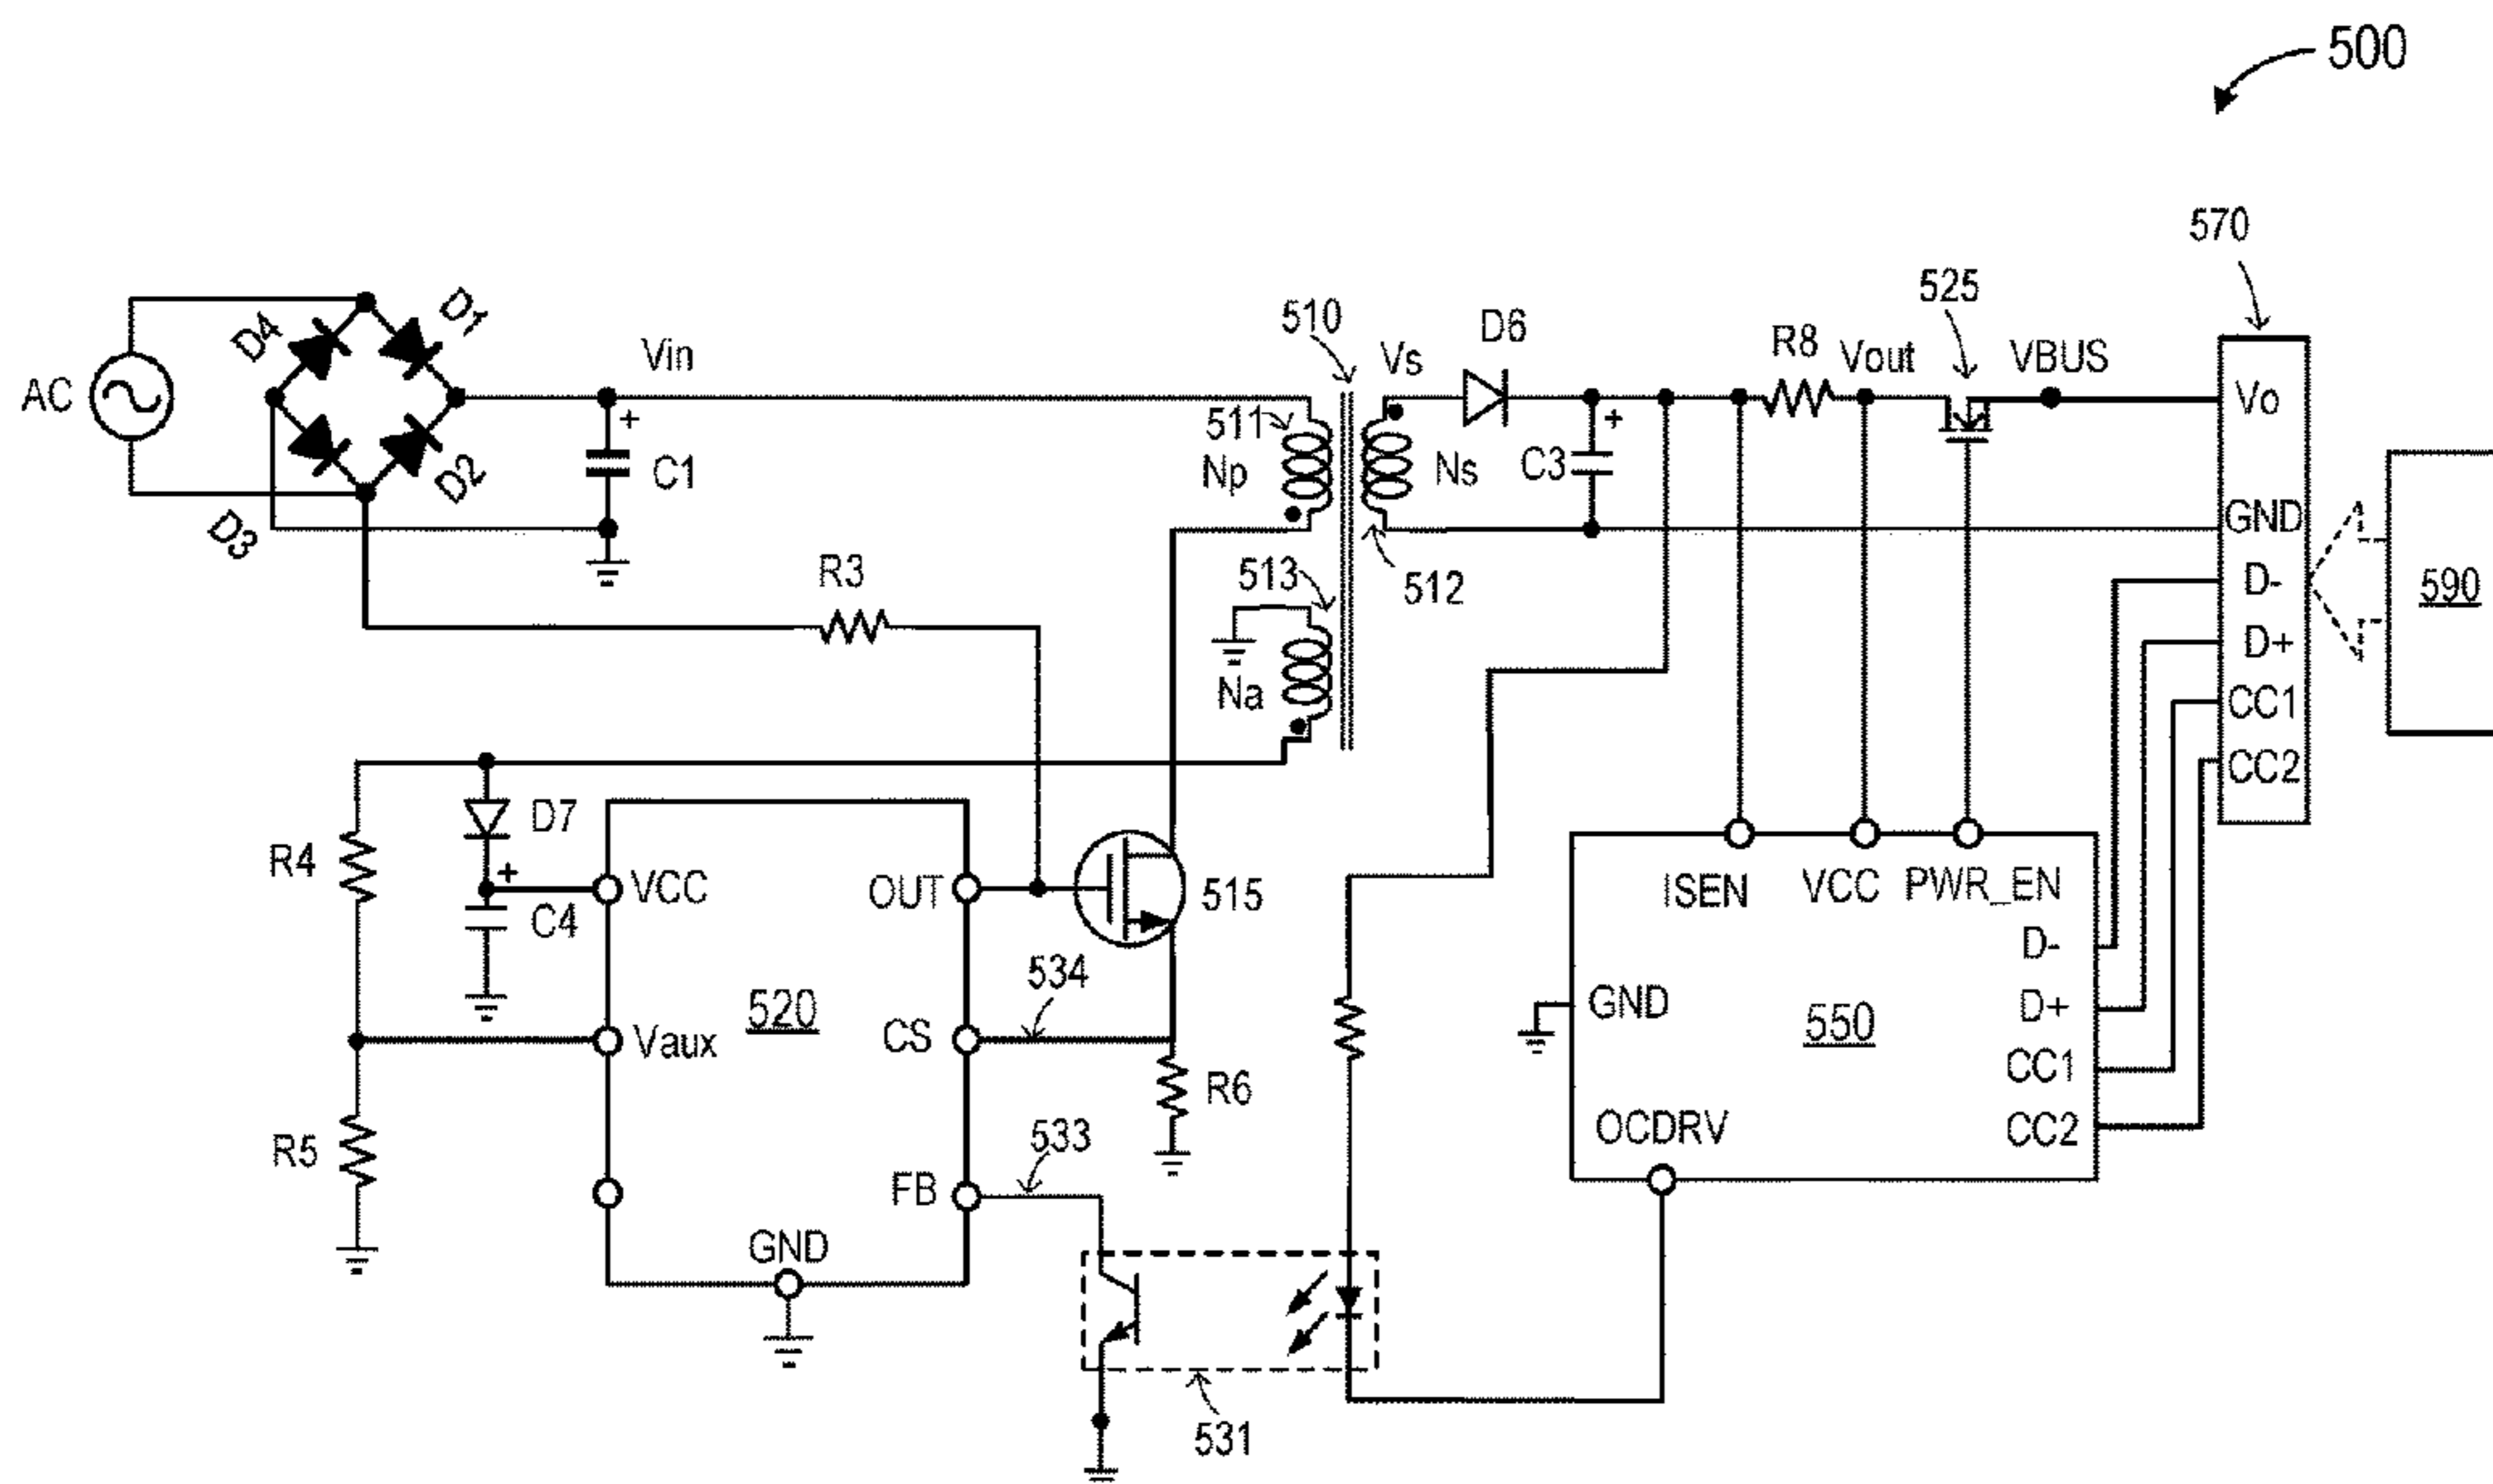 500
570
525
510
D6
R8
Vout
VBUS
Vs
D4
D1
Vin
AC
Vo
511
Np
Ns
C3
C1
D2
D3
GND
513
512
D-
590
R3
D+
Na
CC1
CC2
D7
R4
VCC
OUT
515
ISEN
VCC
PWR_EN
C4
D-
534
GND
D+
520
550
Vaux
CS
CC1
R6
OCDRV
CC2
R5
533
FB
GND
531